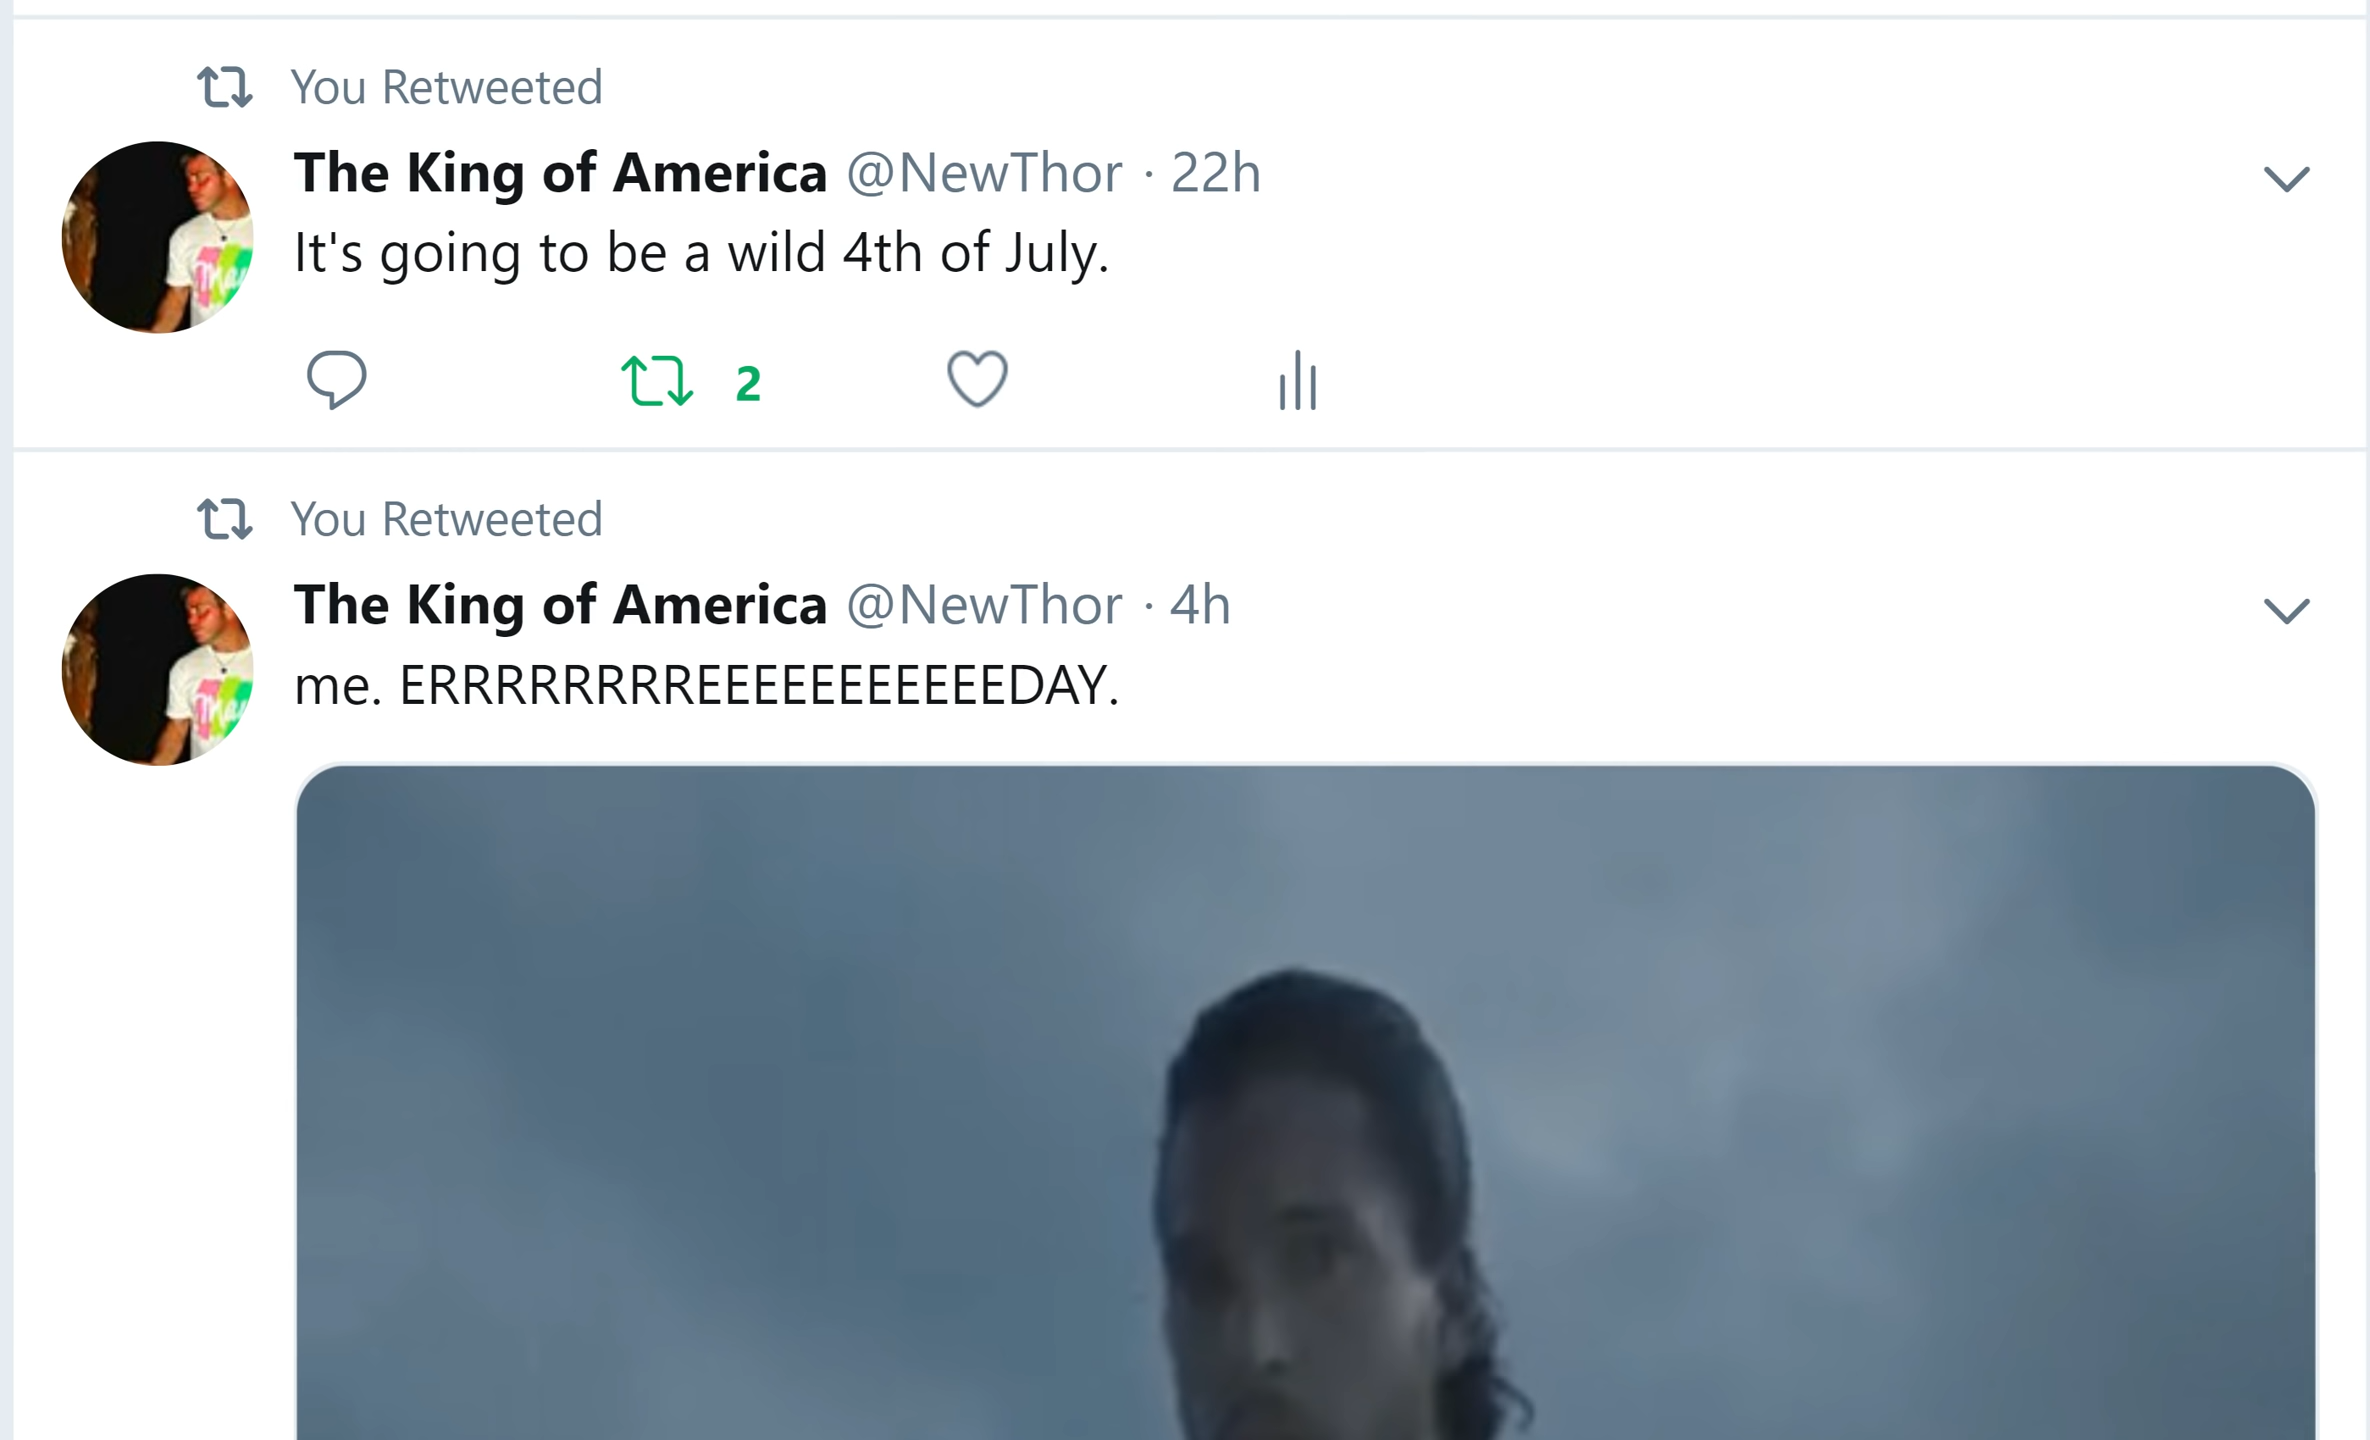 You Retweeted
The King of America @NewThor · 22h
It's going to be a wild 4th of July.
2
You Retweeted
The King of America @NewThor · 4h
me. ERRRRRRRRREEEEEEEEEEEDAY.